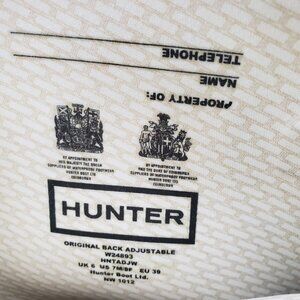 PROPERTY OF:
NAME
TELEPHONE
BY APPOINTMENT TO
HER MAJESTY THE QUEEN
SUPPLIERS OF WATERPROOF FOOTWEAR
HUNTER BOOT LTD
EDINBURGH
BY APPOINTMENT TO
HRH THE DUKE OF EDINBURGH
SUPPLIERS OF WATERPROOF FOOTWEAR
HUNTER BOOT LTD
EDINBURGH
HUNTER
ORIGINAL BACK ADJUSTABLE
W24893
HNTADJW
UK 6 US 7M/8F EU 39
Hunter Boot Ltd.
NW 1012